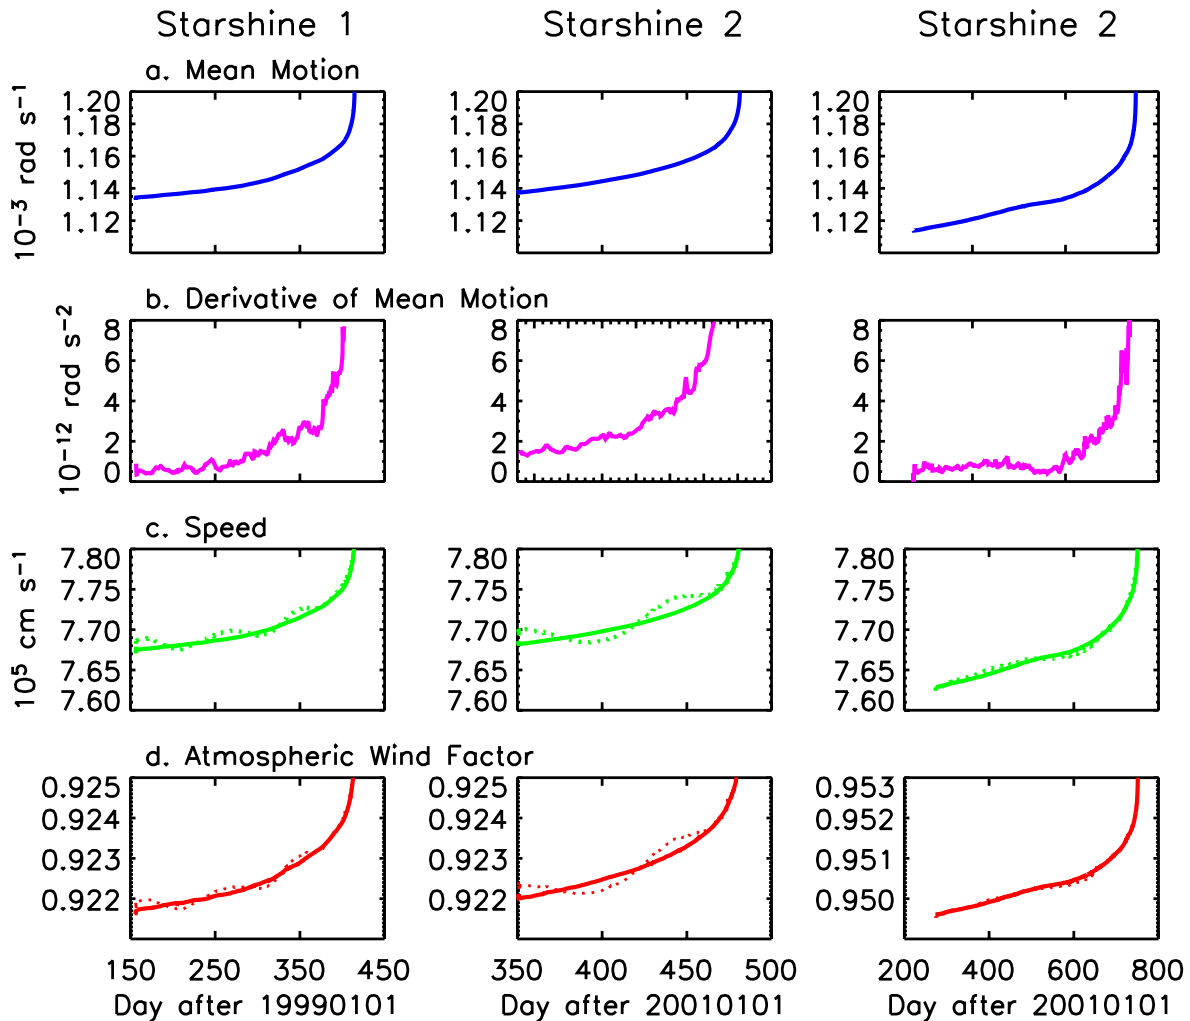 Starshine 1 Starshine 2 Starshine 2
a. Mean Motion
10⁻³ rad s⁻¹
1.20 1.20 1.20
1.18 1.18 1.18
1.16 1.16 1.16
1.14 1.14 1.14
1.12 1.12 1.12
b. Derivative of Mean Motion
10⁻¹² rad s⁻²
8 8 8
6 6 6
4 4 4
2 2 2
0 0 0
c. Speed
10⁵ cm s⁻¹
7.80 7.80 7.80
7.75 7.75 7.75
7.70 7.70 7.70
7.65 7.65 7.65
7.60 7.60 7.60
d. Atmospheric Wind Factor
0.925 0.925 0.953
0.924 0.924 0.952
0.923 0.923 0.951
0.922 0.922 0.950
150 250 350 450 350 400 450 500 200 400 600 800
Day after 19990101 Day after 20010101 Day after 20010101